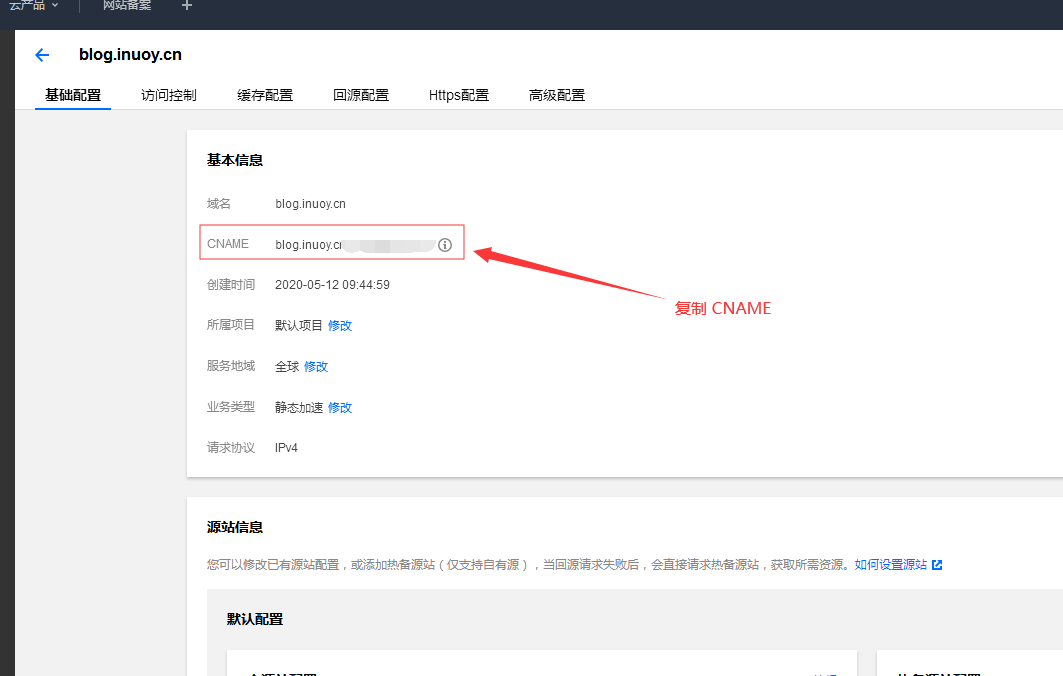 云产品 网站备案 +
blog.inuoy.cn
基础配置 访问控制 缓存配置 回源配置 Https配置 高级配置
基本信息
域名 blog.inuoy.cn
CNAME blog.inuoy.cn
复制 CNAME
创建时间 2020-05-12 09:44:59
所属项目 默认项目 修改
服务地域 全球 修改
业务类型 静态加速 修改
请求协议 IPv4
源站信息
您可以修改已有源站配置，或添加热备源站（仅支持自有源），当回源请求失败后，会直接请求热备源站，获取所需资源。如何设置源站
默认配置